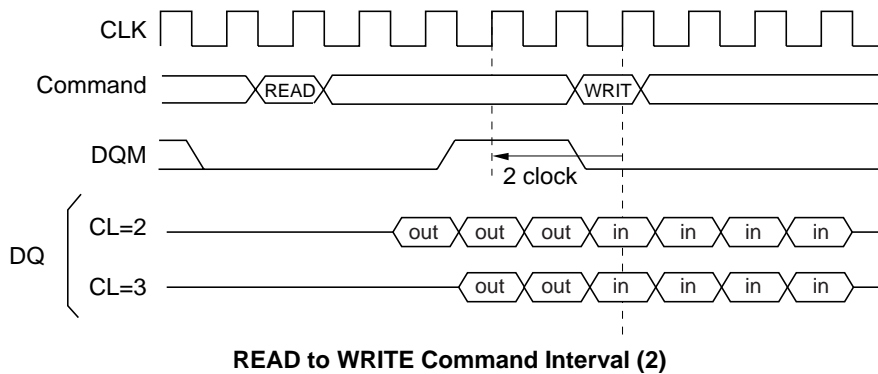 CLK
Command READ WRIT
DQM
2 clock
DQ
CL=2 out out out in in in in
CL=3 out out in in in in
READ to WRITE Command Interval (2)